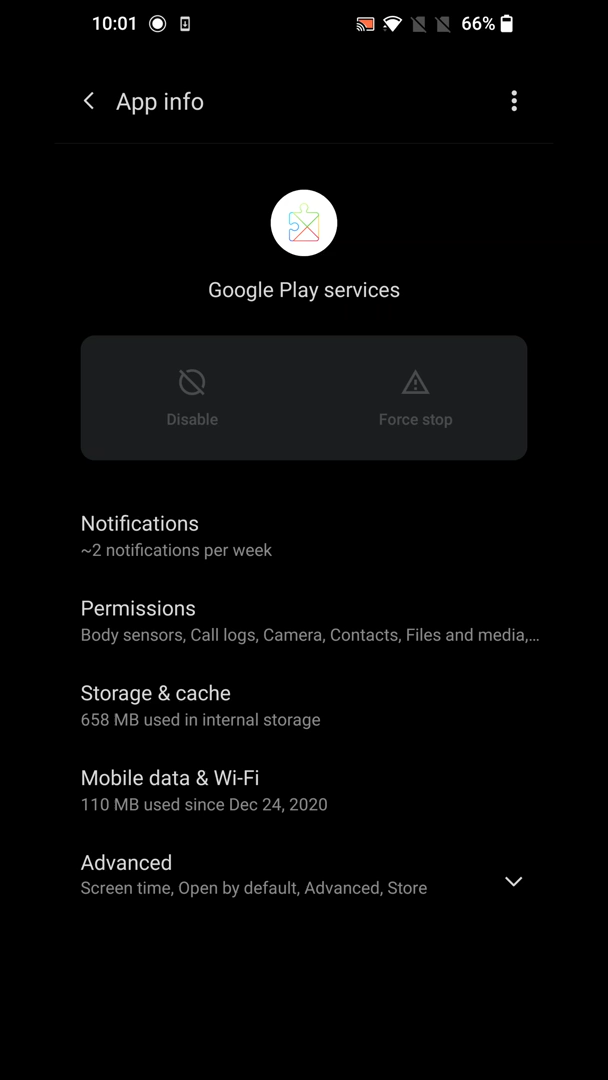 10:01 66%
App info
Google Play services
Disable Force stop
Notifications
~2 notifications per week
Permissions
Body sensors, Call logs, Camera, Contacts, Files and media,...
Storage & cache
658 MB used in internal storage
Mobile data & Wi-Fi
110 MB used since Dec 24, 2020
Advanced
Screen time, Open by default, Advanced, Store